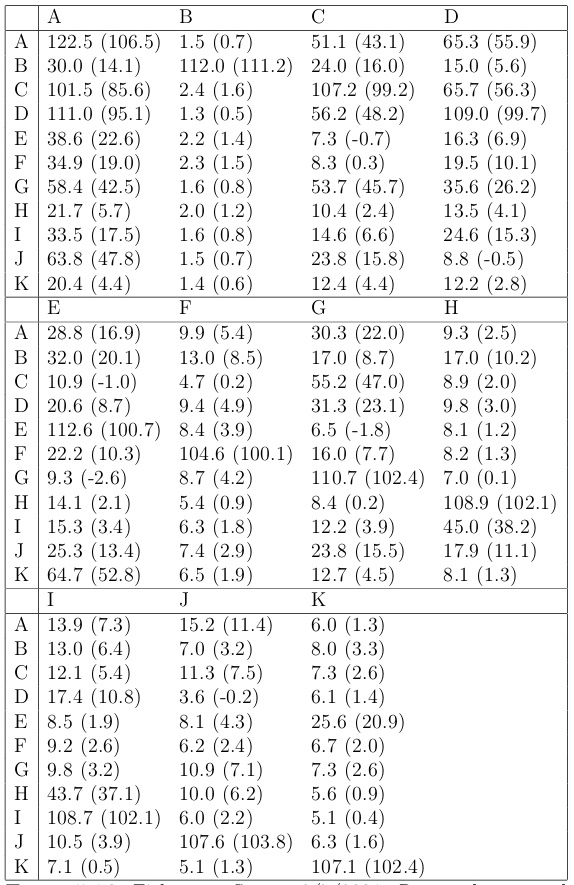 A B C D
A 122.5 (106.5) 1.5 (0.7) 51.1 (43.1) 65.3 (55.9)
B 30.0 (14.1) 112.0 (111.2) 24.0 (16.0) 15.0 (5.6)
C 101.5 (85.6) 2.4 (1.6) 107.2 (99.2) 65.7 (56.3)
D 111.0 (95.1) 1.3 (0.5) 56.2 (48.2) 109.0 (99.7)
E 38.6 (22.6) 2.2 (1.4) 7.3 (-0.7) 16.3 (6.9)
F 34.9 (19.0) 2.3 (1.5) 8.3 (0.3) 19.5 (10.1)
G 58.4 (42.5) 1.6 (0.8) 53.7 (45.7) 35.6 (26.2)
H 21.7 (5.7) 2.0 (1.2) 10.4 (2.4) 13.5 (4.1)
I 33.5 (17.5) 1.6 (0.8) 14.6 (6.6) 24.6 (15.3)
J 63.8 (47.8) 1.5 (0.7) 23.8 (15.8) 8.8 (-0.5)
K 20.4 (4.4) 1.4 (0.6) 12.4 (4.4) 12.2 (2.8)
E F G H
A 28.8 (16.9) 9.9 (5.4) 30.3 (22.0) 9.3 (2.5)
B 32.0 (20.1) 13.0 (8.5) 17.0 (8.7) 17.0 (10.2)
C 10.9 (-1.0) 4.7 (0.2) 55.2 (47.0) 8.9 (2.0)
D 20.6 (8.7) 9.4 (4.9) 31.3 (23.1) 9.8 (3.0)
E 112.6 (100.7) 8.4 (3.9) 6.5 (-1.8) 8.1 (1.2)
F 22.2 (10.3) 104.6 (100.1) 16.0 (7.7) 8.2 (1.3)
G 9.3 (-2.6) 8.7 (4.2) 110.7 (102.4) 7.0 (0.1)
H 14.1 (2.1) 5.4 (0.9) 8.4 (0.2) 108.9 (102.1)
I 15.3 (3.4) 6.3 (1.8) 12.2 (3.9) 45.0 (38.2)
J 25.3 (13.4) 7.4 (2.9) 23.8 (15.5) 17.9 (11.1)
K 64.7 (52.8) 6.5 (1.9) 12.7 (4.5) 8.1 (1.3)
I J K
A 13.9 (7.3) 15.2 (11.4) 6.0 (1.3)
B 13.0 (6.4) 7.0 (3.2) 8.0 (3.3)
C 12.1 (5.4) 11.3 (7.5) 7.3 (2.6)
D 17.4 (10.8) 3.6 (-0.2) 6.1 (1.4)
E 8.5 (1.9) 8.1 (4.3) 25.6 (20.9)
F 9.2 (2.6) 6.2 (2.4) 6.7 (2.0)
G 9.8 (3.2) 10.9 (7.1) 7.3 (2.6)
H 43.7 (37.1) 10.0 (6.2) 5.6 (0.9)
I 108.7 (102.1) 6.0 (2.2) 5.1 (0.4)
J 10.5 (3.9) 107.6 (103.8) 6.3 (1.6)
K 7.1 (0.5) 5.1 (1.3) 107.1 (102.4)